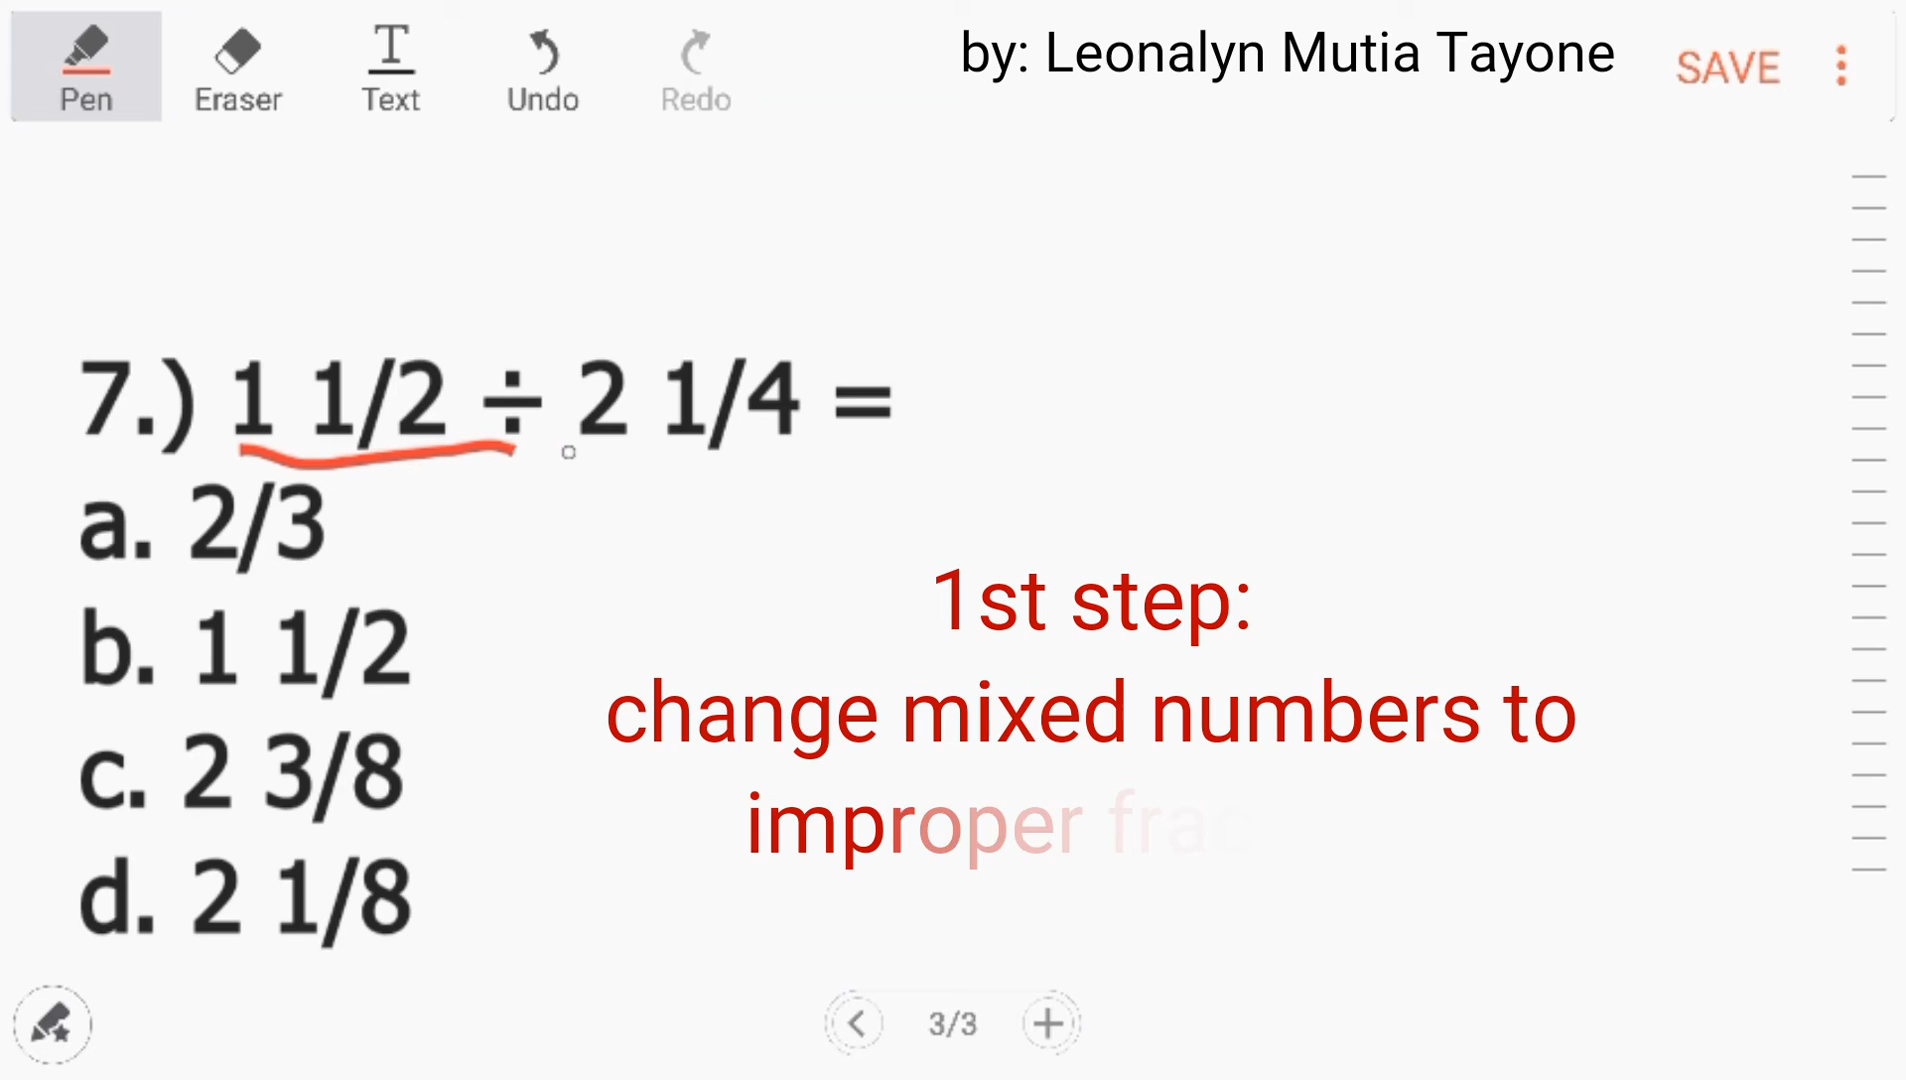 by: Leonalyn Mutia Tayone
SAVE
Pen
Eraser
Text
Undo
Redo
7.) 1 1/2 ÷ 2 1/4 =
a. 2/3
b. 1 1/2
c. 2 3/8
d. 2 1/8
1st step:
change mixed numbers to
improper frac
3/3